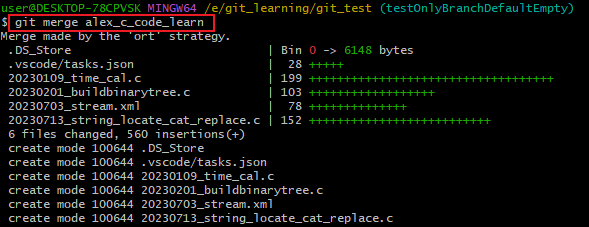 user@DESKTOP-78CPVSK MINGW64 /e/git_learning/git_test (testOnlyBranchDefaultEmpty)
$ git merge alex_c_code_learn
Merge made by the 'ort' strategy.
 .DS_Store                            | Bin 0 -> 6148 bytes
 .vscode/tasks.json                   |  28 +++++
 20230109_time_cal.c                  | 199 ++++++++++++++++++++++++++++++++++++
 20230201_buildbinarytree.c           | 103 ++++++++++++++++++
 20230703_stream.xml                  |  78 ++++++++++++++
 20230713_string_locate_cat_replace.c | 152 +++++++++++++++++++++++++++
 6 files changed, 560 insertions(+)
 create mode 100644 .DS_Store
 create mode 100644 .vscode/tasks.json
 create mode 100644 20230109_time_cal.c
 create mode 100644 20230201_buildbinarytree.c
 create mode 100644 20230703_stream.xml
 create mode 100644 20230713_string_locate_cat_replace.c